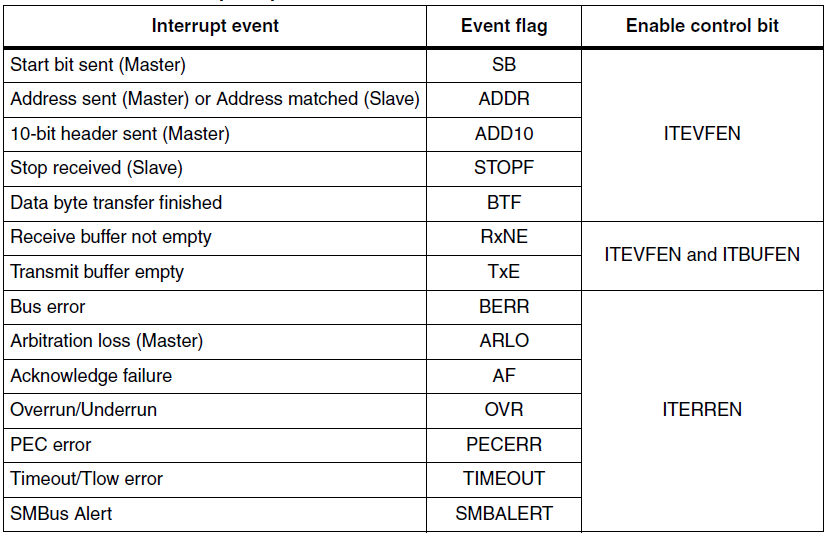 Interrupt event Event flag Enable control bit
Start bit sent (Master) SB
Address sent (Master) or Address matched (Slave) ADDR
10-bit header sent (Master) ADD10 ITEVFEN
Stop received (Slave) STOPF
Data byte transfer finished BTF
Receive buffer not empty RxNE
ITEVFEN and ITBUFEN
Transmit buffer empty TxE
Bus error BERR
Arbitration loss (Master) ARLO
Acknowledge failure AF
Overrun/Underrun OVR ITERREN
PEC error PECERR
Timeout/Tlow error TIMEOUT
SMBus Alert SMBALERT